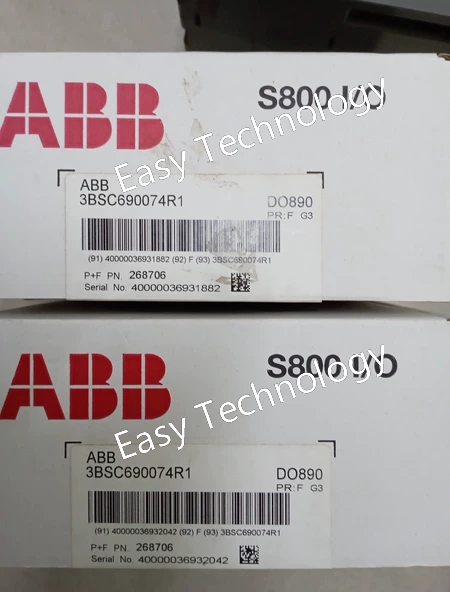 ABB
S800 I/O
Easy Technology
ABB
3BSC690074R1
DO890
PR:F G3
(91) 40000036931882 (92) F (93) 3BSC690074R1
P+F PN. 268706
Serial No. 40000036931882
ABB
S800 I/O
Easy Technology
ABB
3BSC690074R1
DO890
PR:F G3
(91) 40000036932042 (92) F (93) 3BSC690074R1
P+F PN. 268706
Serial No. 40000036932042